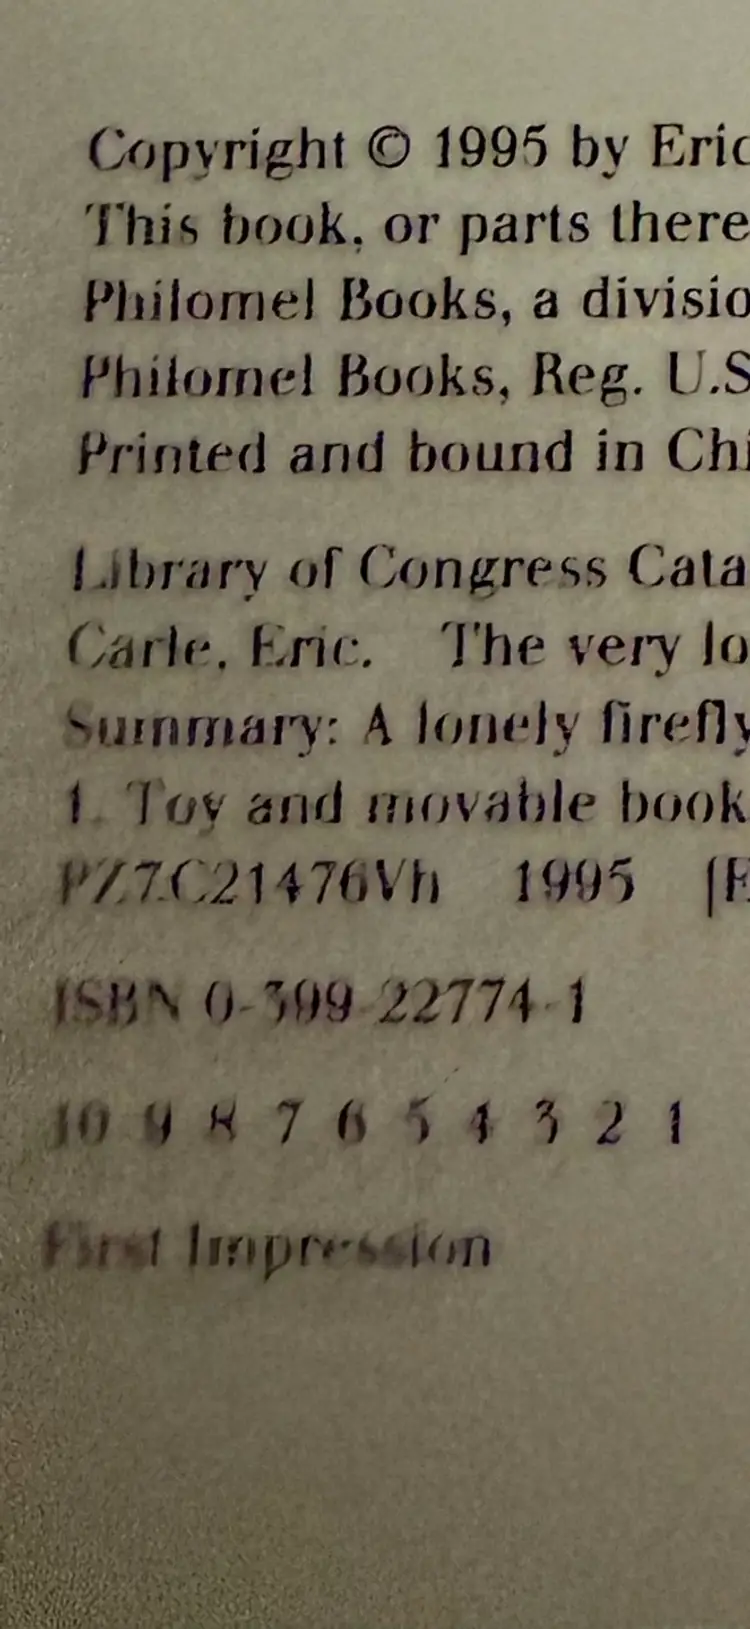 Copyright © 1995 by Eric
This book, or parts there
Philomel Books, a divisio
Philomel Books, Reg. U.S
Printed and bound in Chi
Library of Congress Cata
Carle, Eric. The very lo
Summary: A lonely firefly
1. Toy and movable book
PZ7.C21476Vh 1995 [E
ISBN 0-399-22774-1
10 9 8 7 6 5 4 3 2 1
First Impression